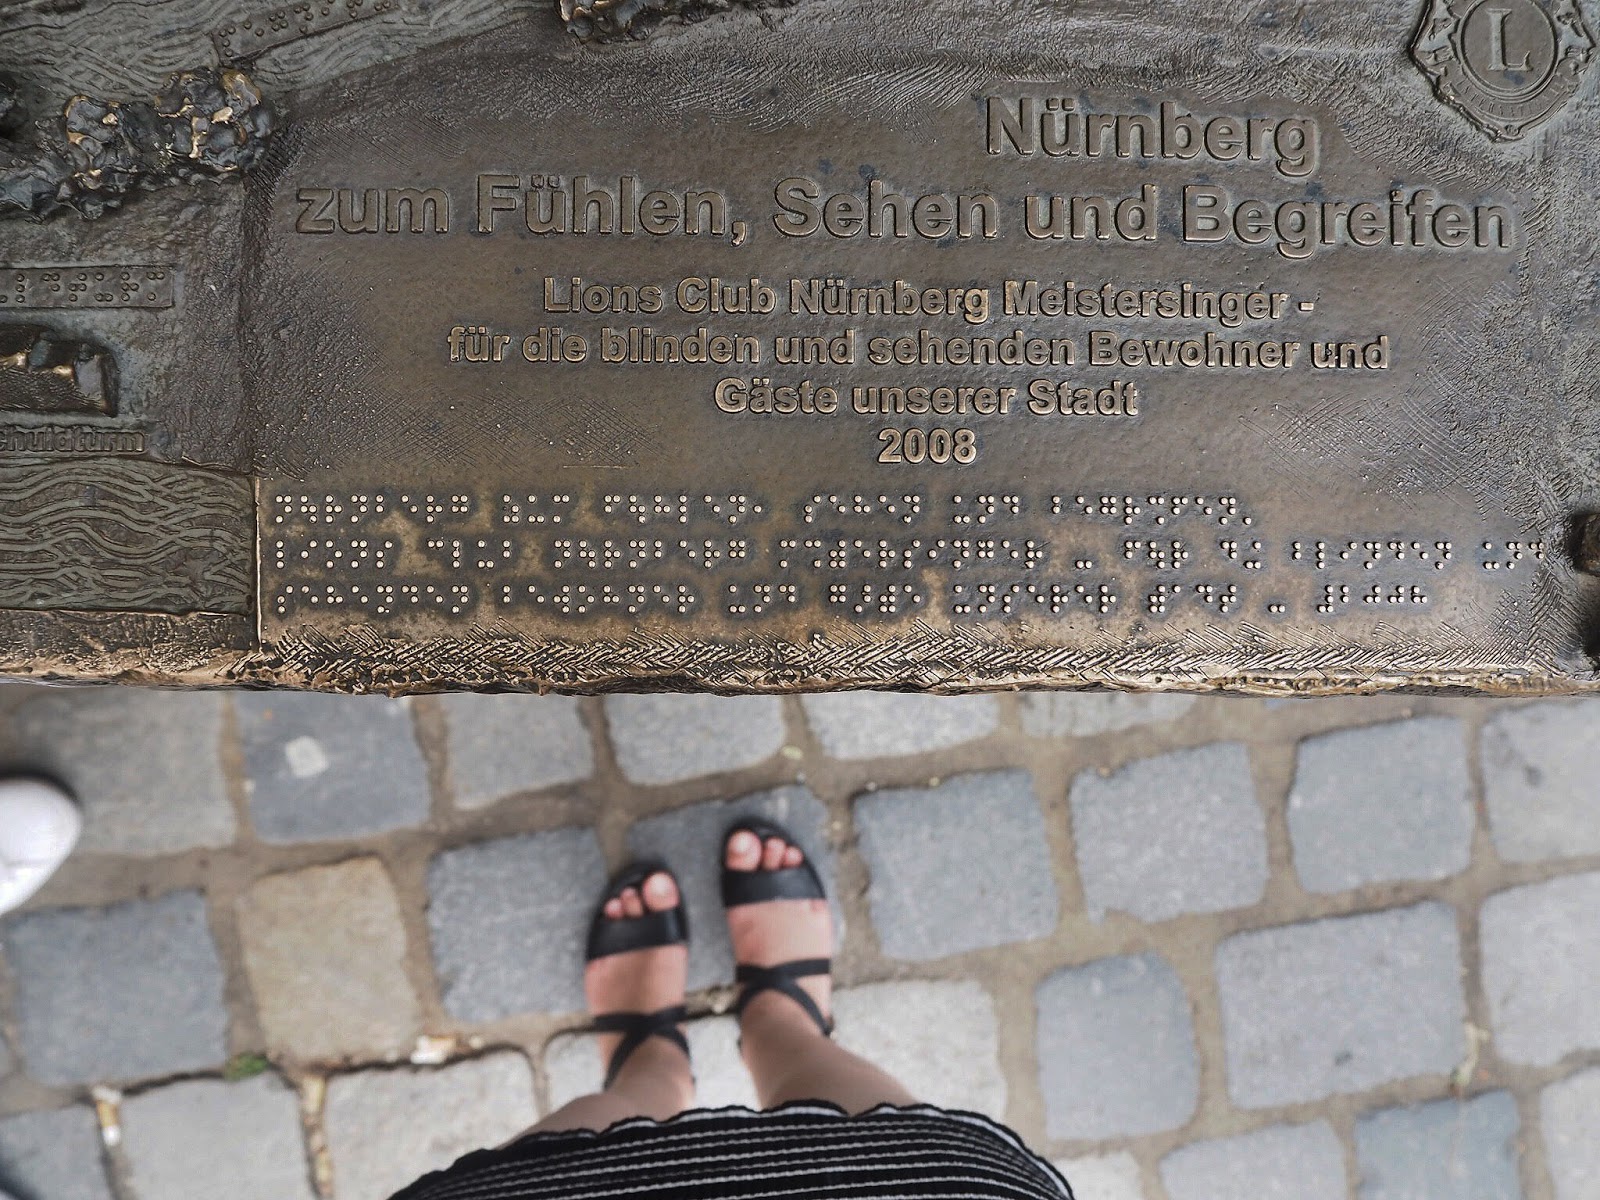 L
Nürnberg
zum Fühlen, Sehen und Begreifen
Lions Club Nürnberg Meistersinger -
für die blinden und sehenden Bewohner und
Gäste unserer Stadt
2008
chuldturm